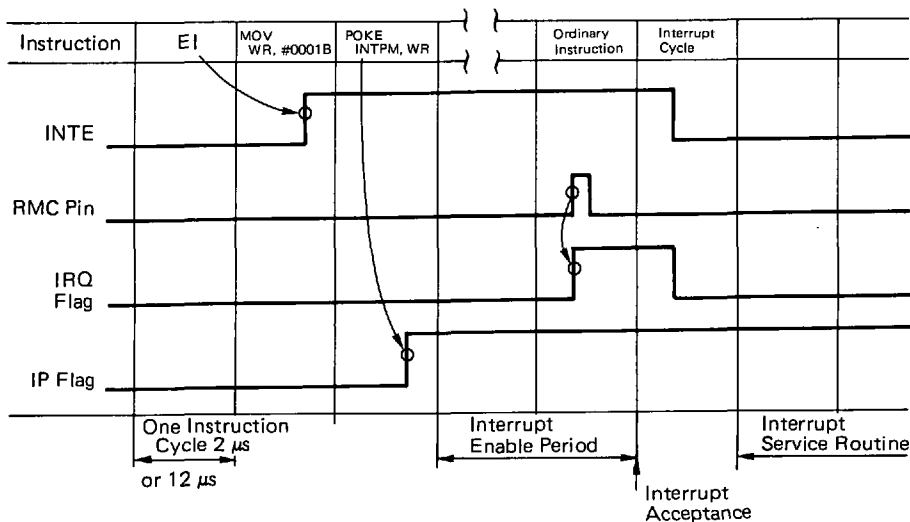 Instruction
EI
MOV
WR, #0001B
POKE
INTPM, WR
Ordinary
Instruction
Interrupt
Cycle
INTE
RMC Pin
IRQ
Flag
IP Flag
One Instruction
Cycle 2 μs
or 12 μs
Interrupt
Enable Period
Interrupt
Acceptance
Interrupt
Service Routine